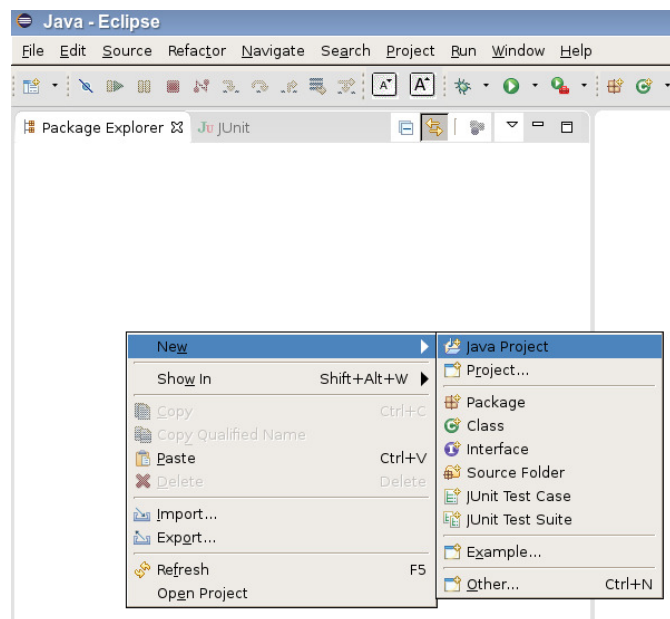 Java - Eclipse
File Edit Source Refactor Navigate Search Project Run Window Help
Package Explorer JUnit
New
Show In Shift+Alt+W
Copy Ctrl+C
Copy Qualified Name
Paste Ctrl+V
Delete Delete
Import...
Export...
Refresh F5
Open Project
Java Project
Project...
Package
Class
Interface
Source Folder
JUnit Test Case
JUnit Test Suite
Example...
Other... Ctrl+N